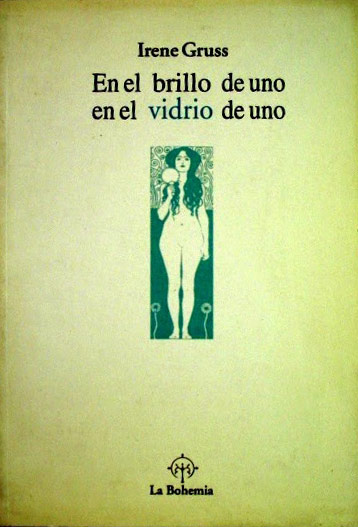 Irene Gruss
En el brillo de uno
en el vidrio de uno
La Bohemia